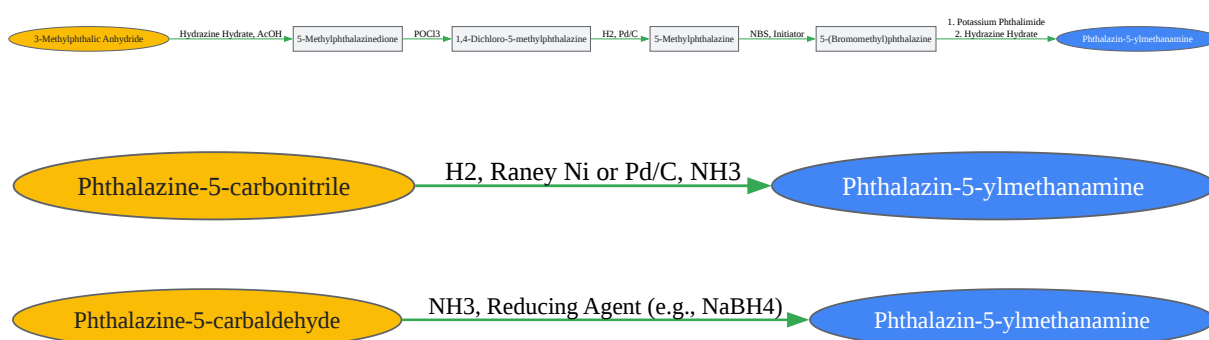 1. Potassium Phthalimide
3-Methylphthalic Anhydride Hydrazine Hydrate, AcOH 5-Methylphthalazinedione POCl3 1,4-Dichloro-5-methylphthalazine H2, Pd/C 5-Methylphthalazine NBS, Initiator 5-(Bromomethyl)phthalazine 2. Hydrazine Hydrate Phthalazin-5-ylmethanamine
Phthalazine-5-carbonitrile H2, Raney Ni or Pd/C, NH3 Phthalazin-5-ylmethanamine
Phthalazine-5-carbaldehyde NH3, Reducing Agent (e.g., NaBH4) Phthalazin-5-ylmethanamine